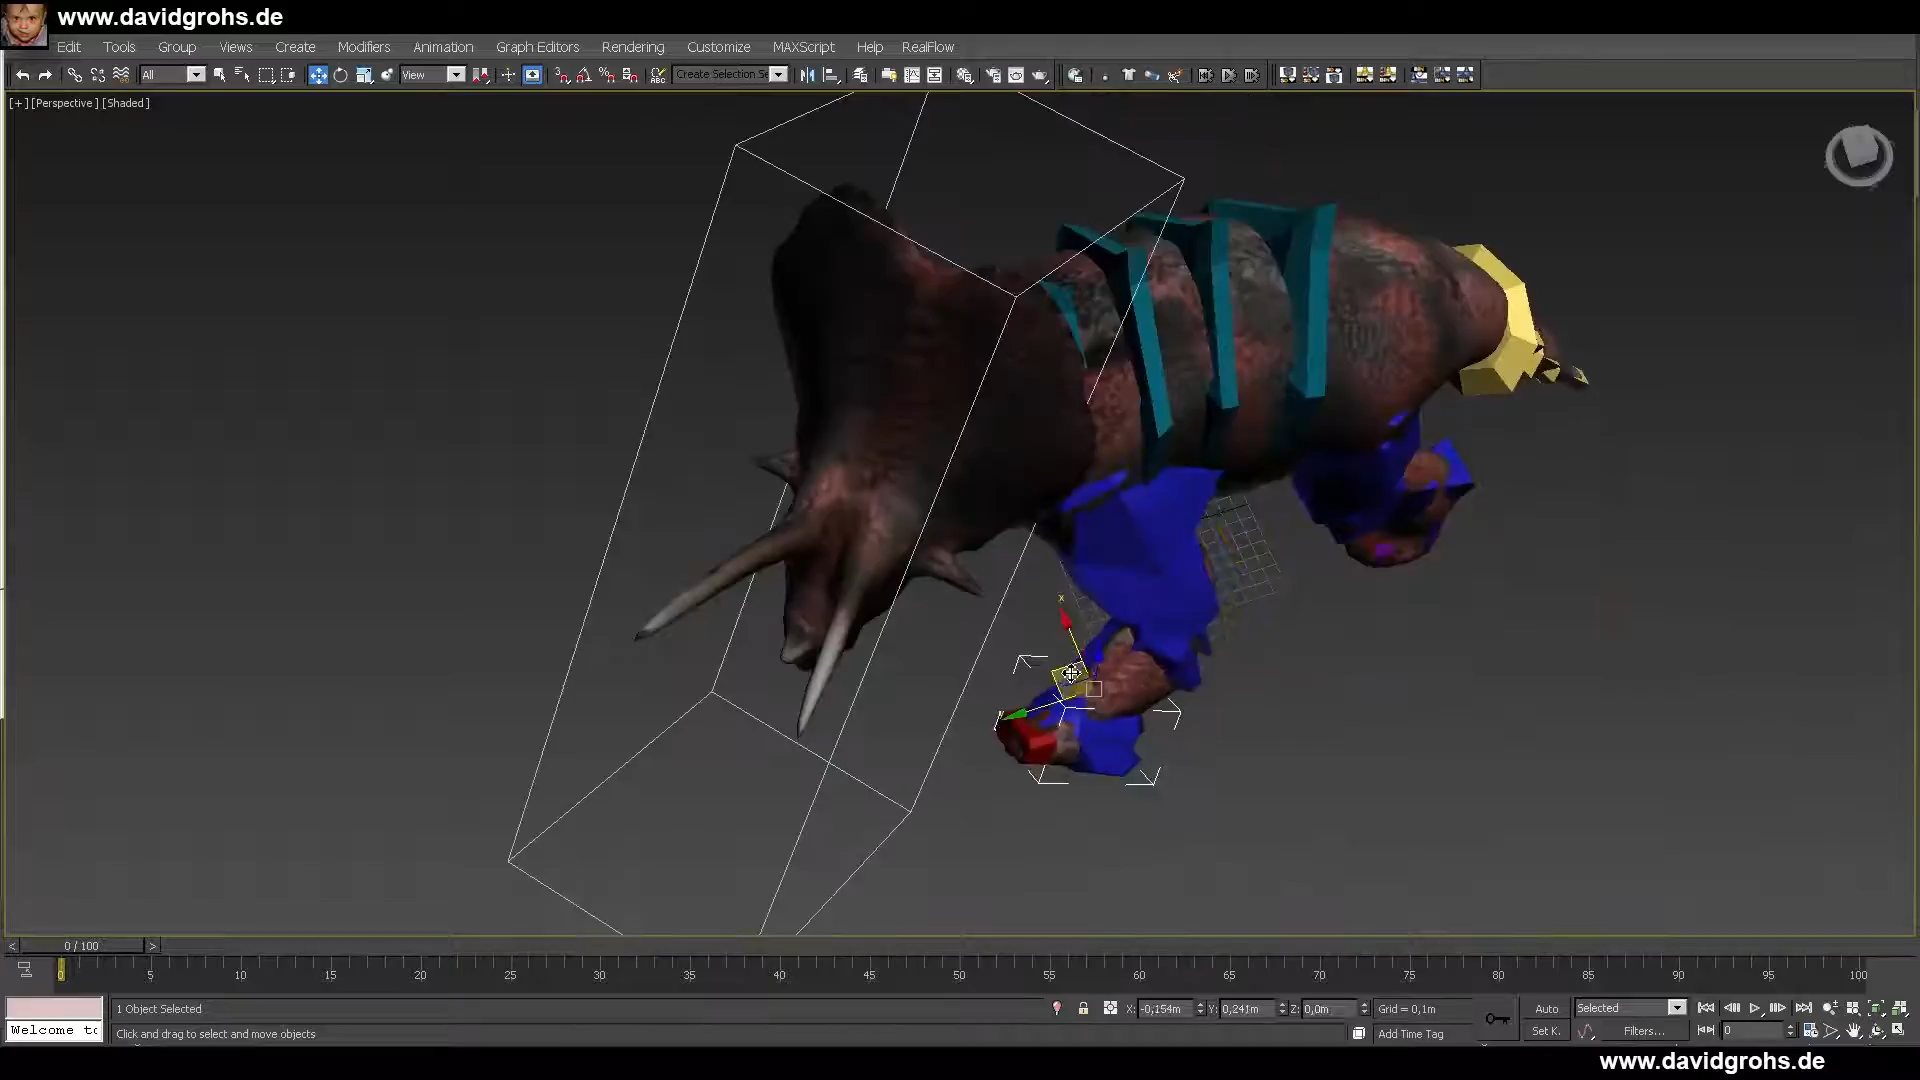 www.davidgrohs.de
Edit Tools Group Views Create Modifiers Animation Graph Editors Rendering Customize MAXScript Help RealFlow
All View Create Selection Se
[+] [Perspective] [Shaded]
x
0 / 100
0 5 10 15 20 25 30 35 40 45 50 55 60 65 70 75 80 85 90 95 100
1 Object Selected X: -0,154m Y: 0,241m Z: 0,0m Grid = 0,1m Auto Selected
Welcome to Click and drag to select and move objects Add Time Tag Set K. Filters... 0
www.davidgrohs.de